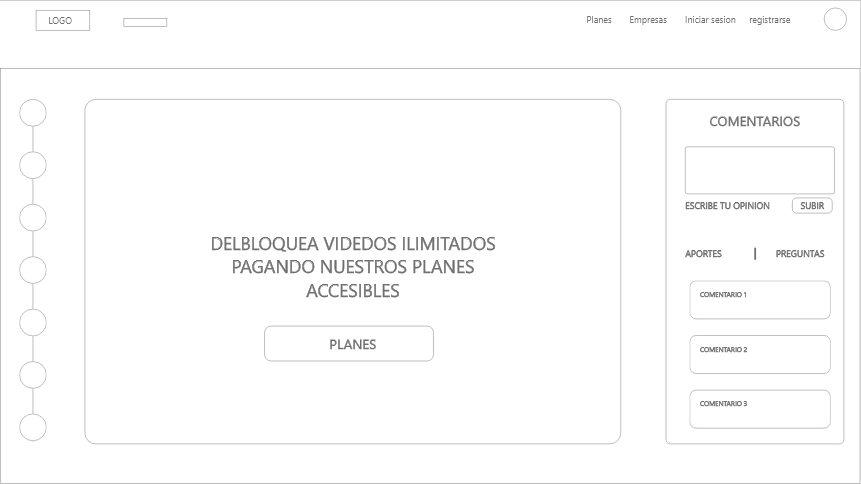 LOGO
Planes
Empresas
Iniciar sesion
registrarse
DELBLOQUEA VIDEDOS ILIMITADOS
PAGANDO NUESTROS PLANES
ACCESIBLES
PLANES
COMENTARIOS
ESCRIBE TU OPINION
SUBIR
APORTES | PREGUNTAS
COMENTARIO 1
COMENTARIO 2
COMENTARIO 3